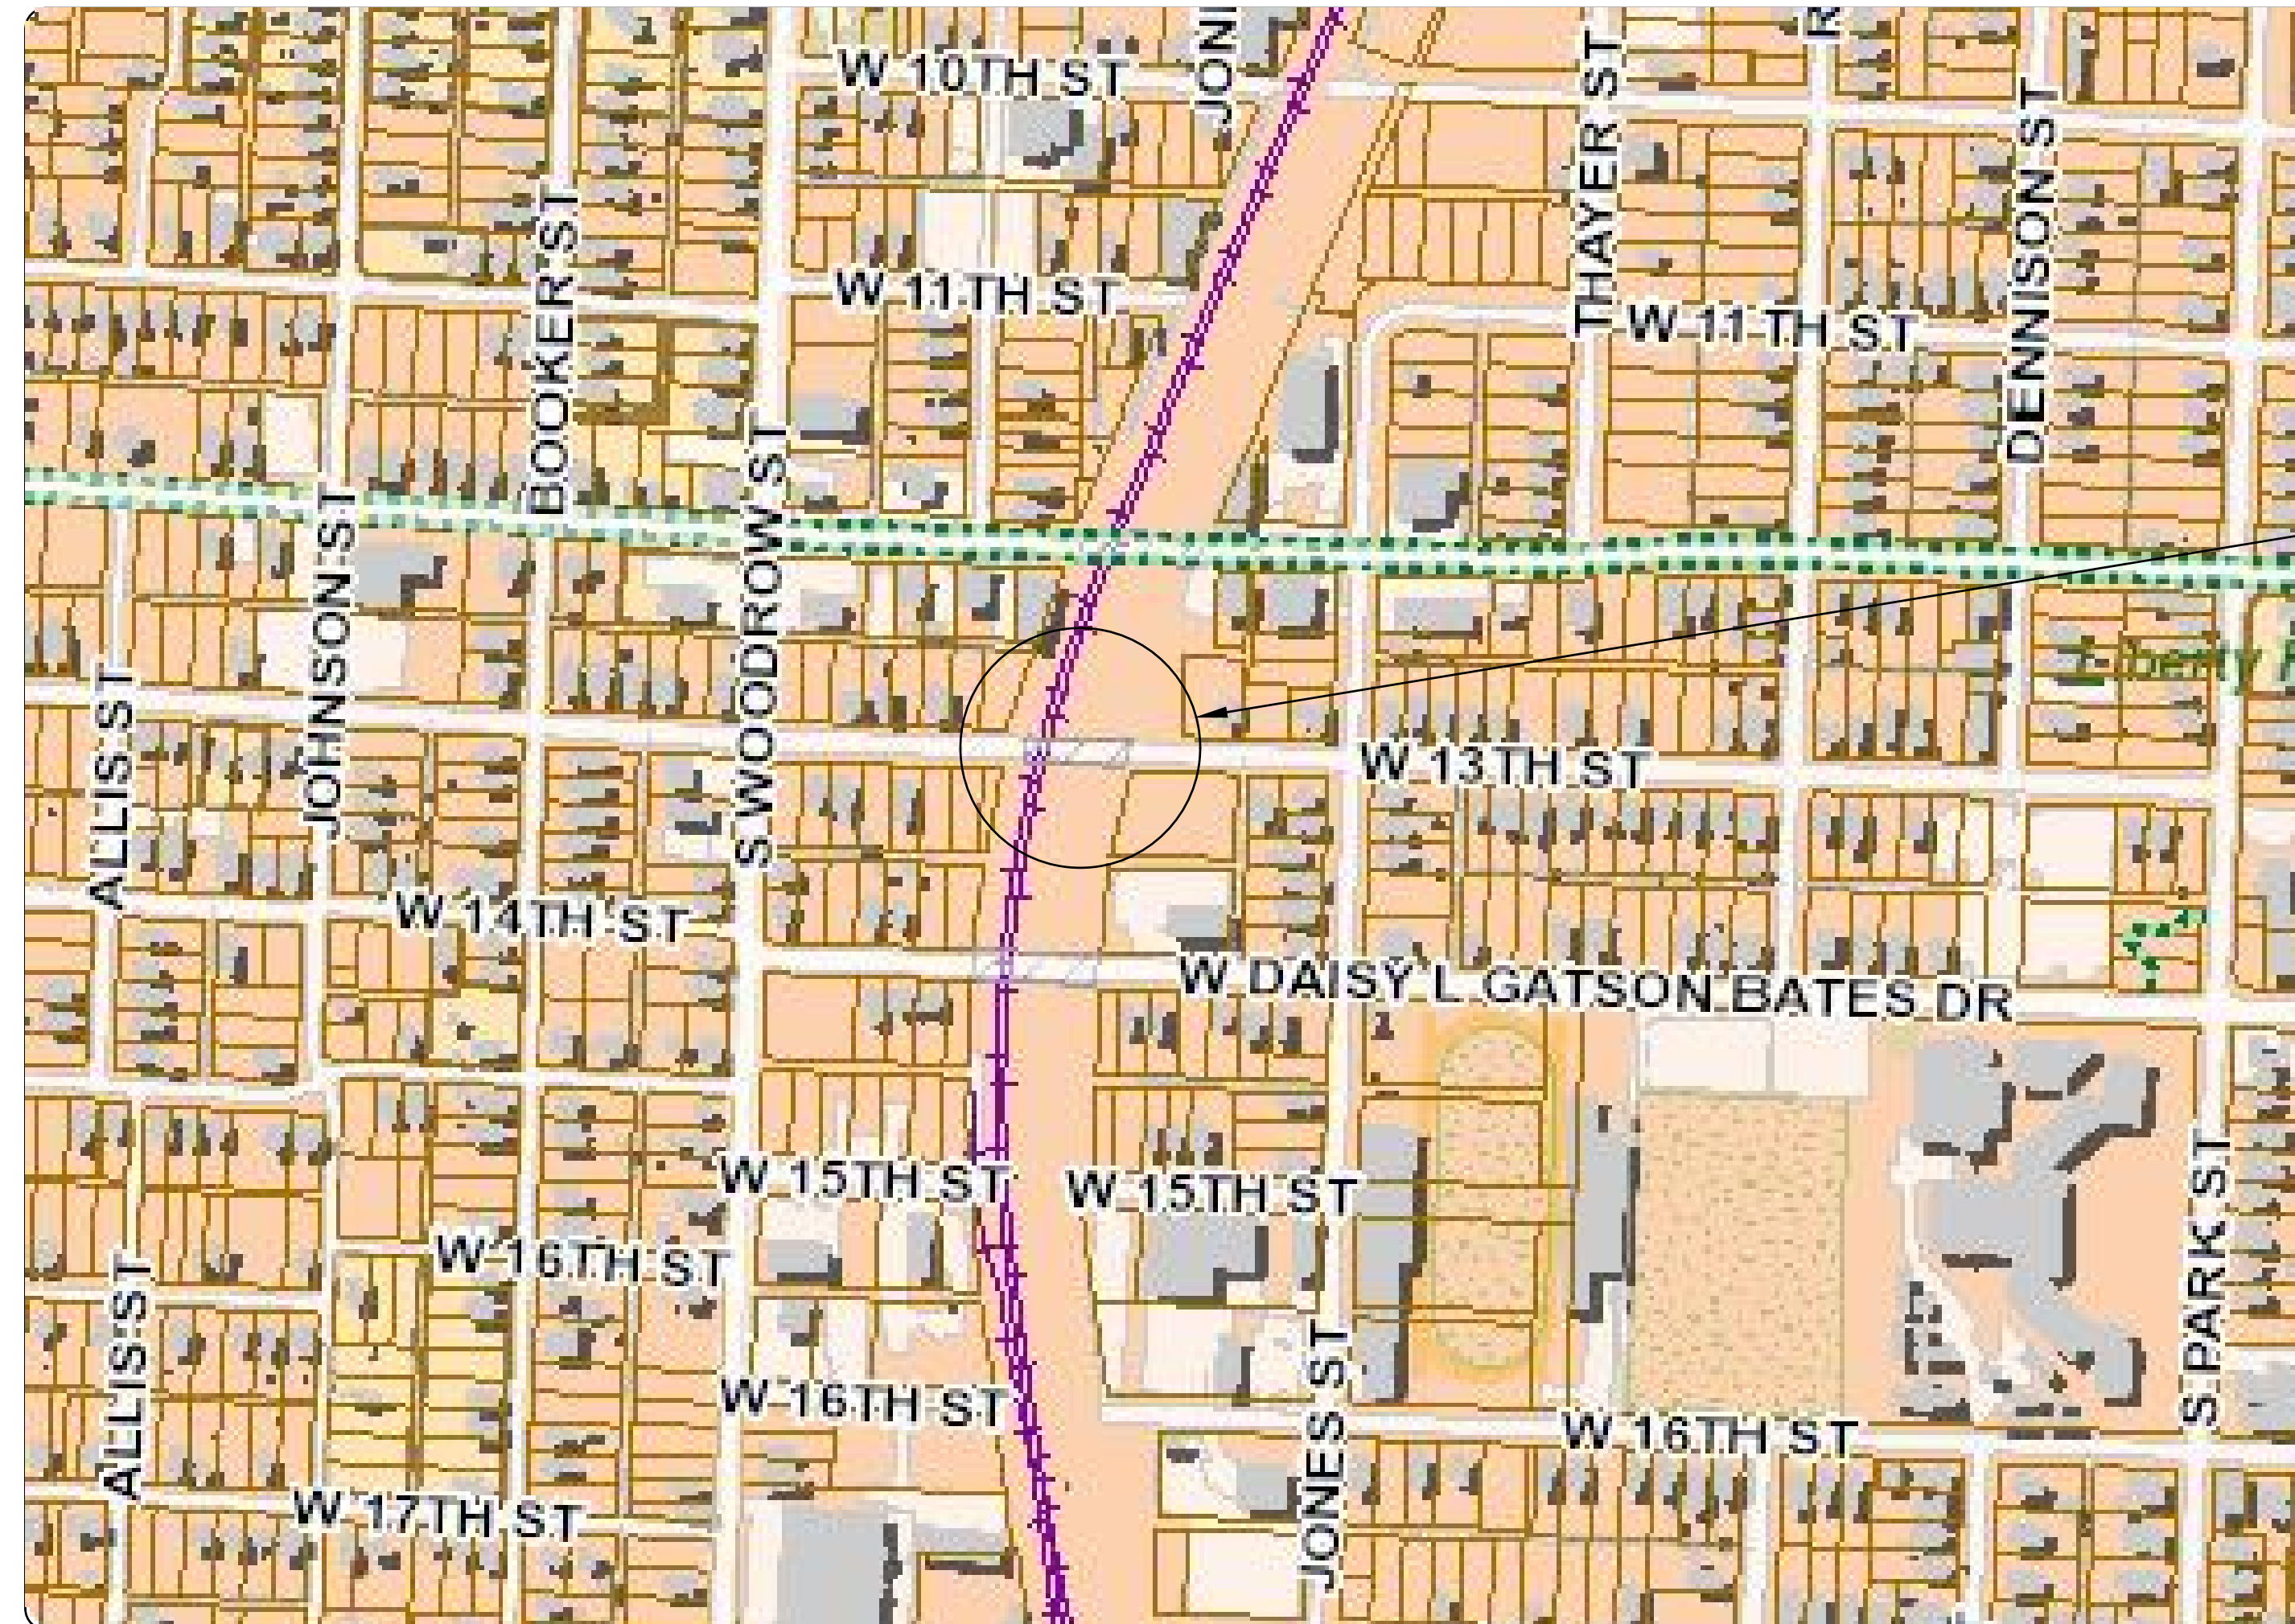 W 10TH ST
JON
THAYER ST
R
DENNISON ST
BOOKER ST
W 11TH ST
W 11TH ST
JOHNSON ST
S WOODROW ST
ALLIS ST
W 13TH ST
W 14TH ST
W DAISY L GATSON BATES DR
W 15TH ST
W 15TH ST
S PARK ST
W 16TH ST
ALLIS ST
JONES ST
W 16TH ST
W 16TH ST
W 17TH ST